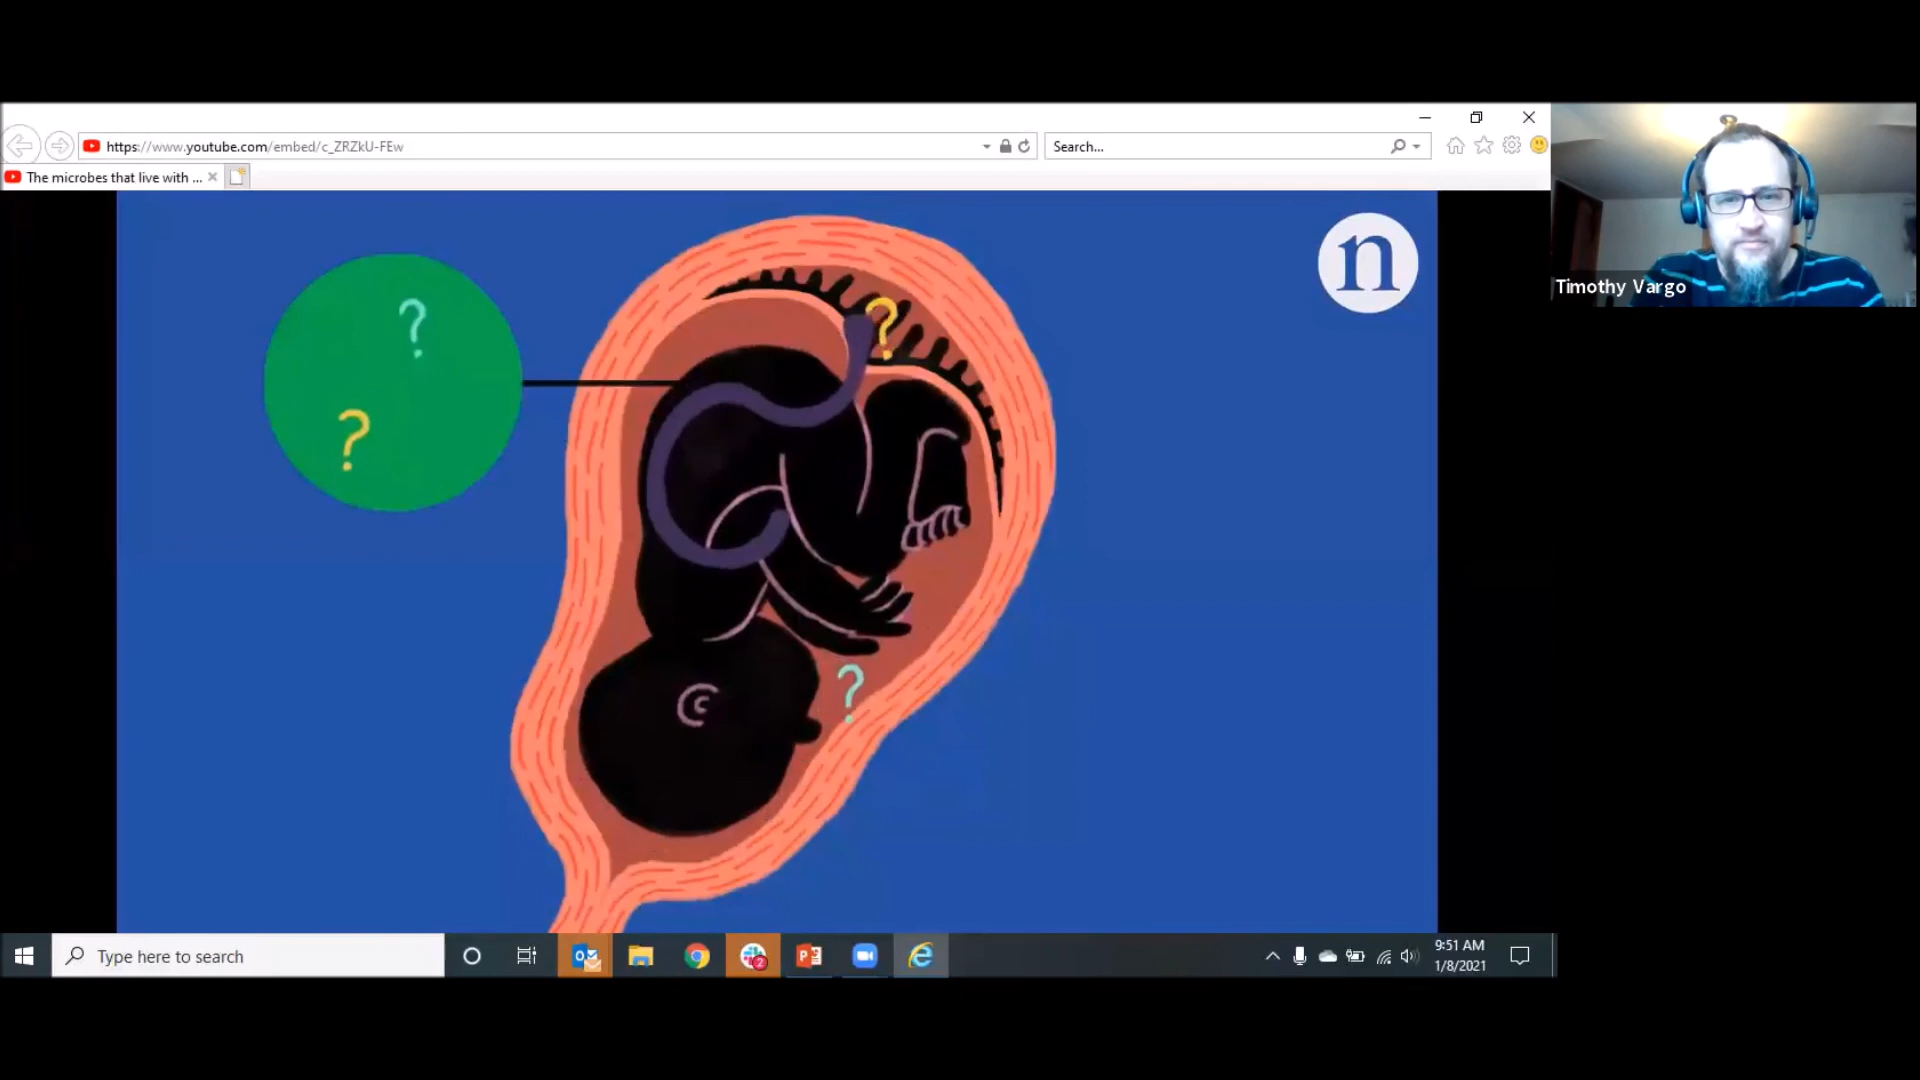 https://www.youtube.com/embed/c_ZRZkU-FEw
Search...
The microbes that live with ...
n
?
?
?
?
Timothy Vargo
Type here to search
2
9:51 AM
1/8/2021